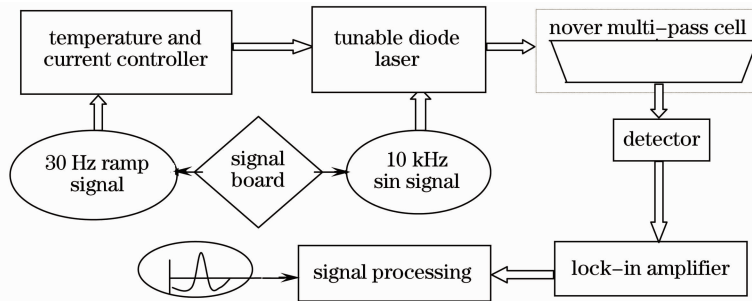 temperature and
current controller
tunable diode
laser
nover multi-pass cell
detector
30 Hz ramp
signal
signal
board
10 kHz
sin signal
signal processing
lock-in amplifier